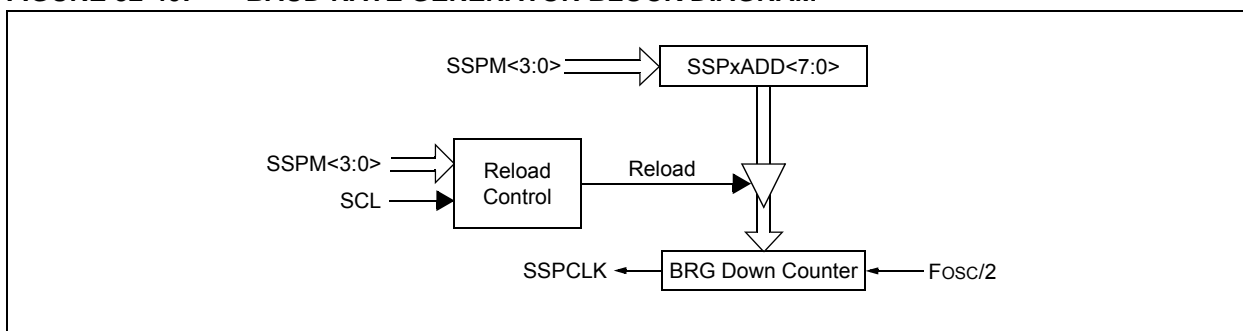 SSPM<3:0>
SSPxADD<7:0>
SSPM<3:0>
SCL
Reload
Control
Reload
SSPCLK
BRG Down Counter
FOSC/2